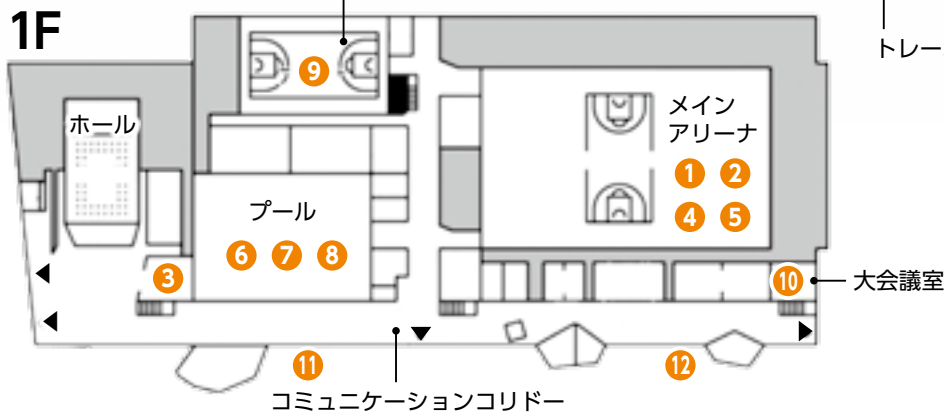 1F
トレー
9
ホール
メイン
アリーナ
1 2
プール
4 5
6 7 8
3
10
大会議室
11
12
コミュニケーションコリドー